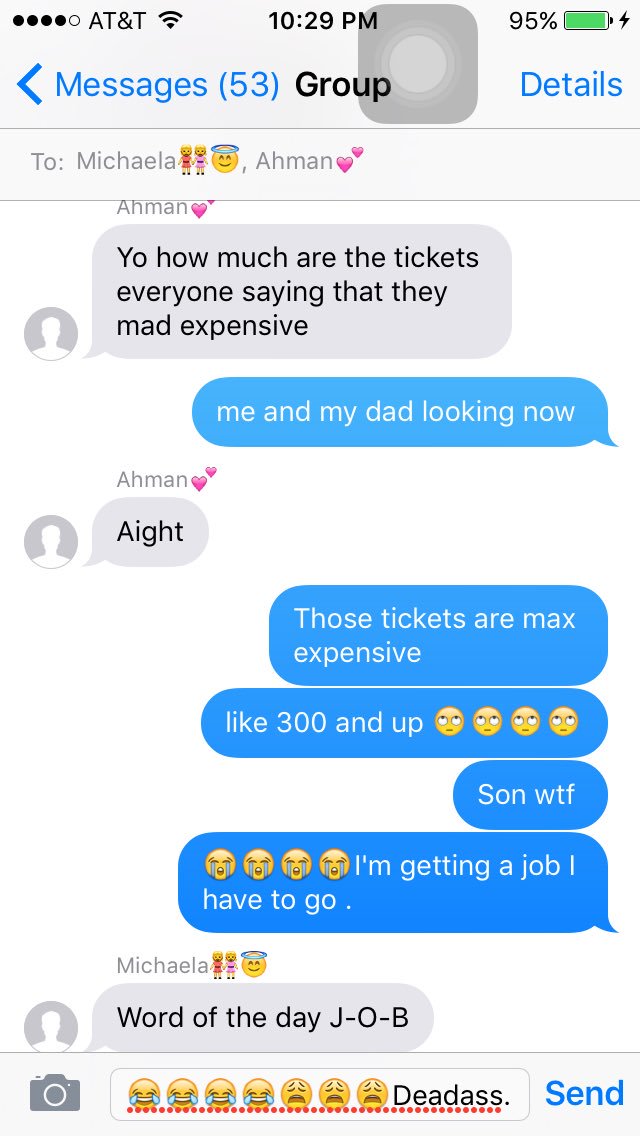 AT&T 10:29 PM 95%
Messages (53) Group Details
To: Michaela👭😇, Ahman💕
Ahman💕
Yo how much are the tickets
everyone saying that they
mad expensive
me and my dad looking now
Ahman💕
Aight
Those tickets are max
expensive
like 300 and up 🙄🙄🙄🙄
Son wtf
😭😭😭😭I'm getting a job I
have to go .
Michaela👭😇
Word of the day J-O-B
😂😂😂😂😩😩😩Deadass. Send